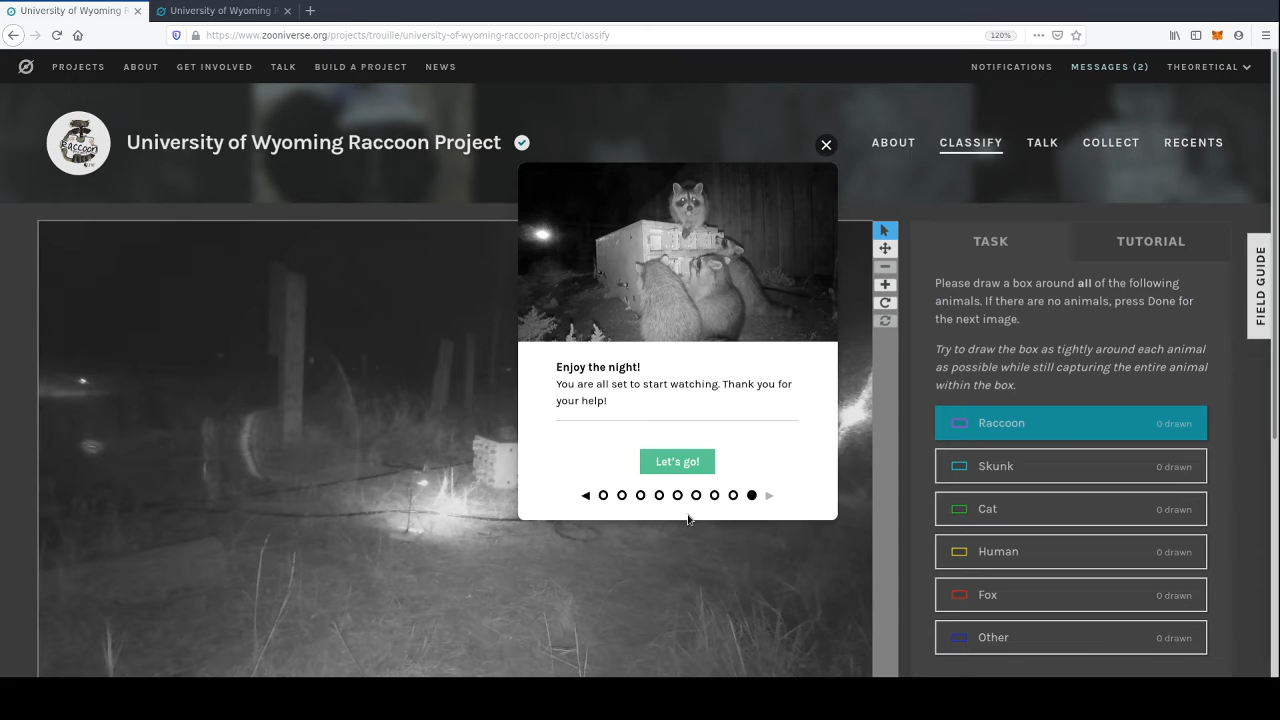 University of Wyoming R
University of Wyoming R
https://www.zooniverse.org/projects/trouille/university-of-wyoming-raccoon-project/classify
120%
PROJECTS
ABOUT
GET INVOLVED
TALK
BUILD A PROJECT
NEWS
NOTIFICATIONS
MESSAGES (2)
THEORETICAL
Raccoon
University of Wyoming Raccoon Project
ABOUT
CLASSIFY
TALK
COLLECT
RECENTS
Enjoy the night!
You are all set to start watching. Thank you for
your help!
Let's go!
TASK
TUTORIAL
Please draw a box around all of the following
animals. If there are no animals, press Done for
the next image.
Try to draw the box as tightly around each animal
as possible while still capturing the entire animal
within the box.
Raccoon 0 drawn
Skunk 0 drawn
Cat 0 drawn
Human 0 drawn
Fox 0 drawn
Other 0 drawn
FIELD GUIDE